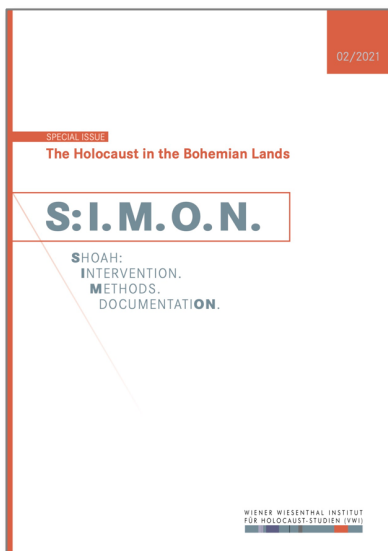 02/2021
SPECIAL ISSUE
The Holocaust in the Bohemian Lands
S: I. M. O. N.
SHOAH:
INTERVENTION.
METHODS.
DOCUMENTATION.
WIENER WIESENTHAL INSTITUT
FÜR HOLOCAUST-STUDIEN (VWI)